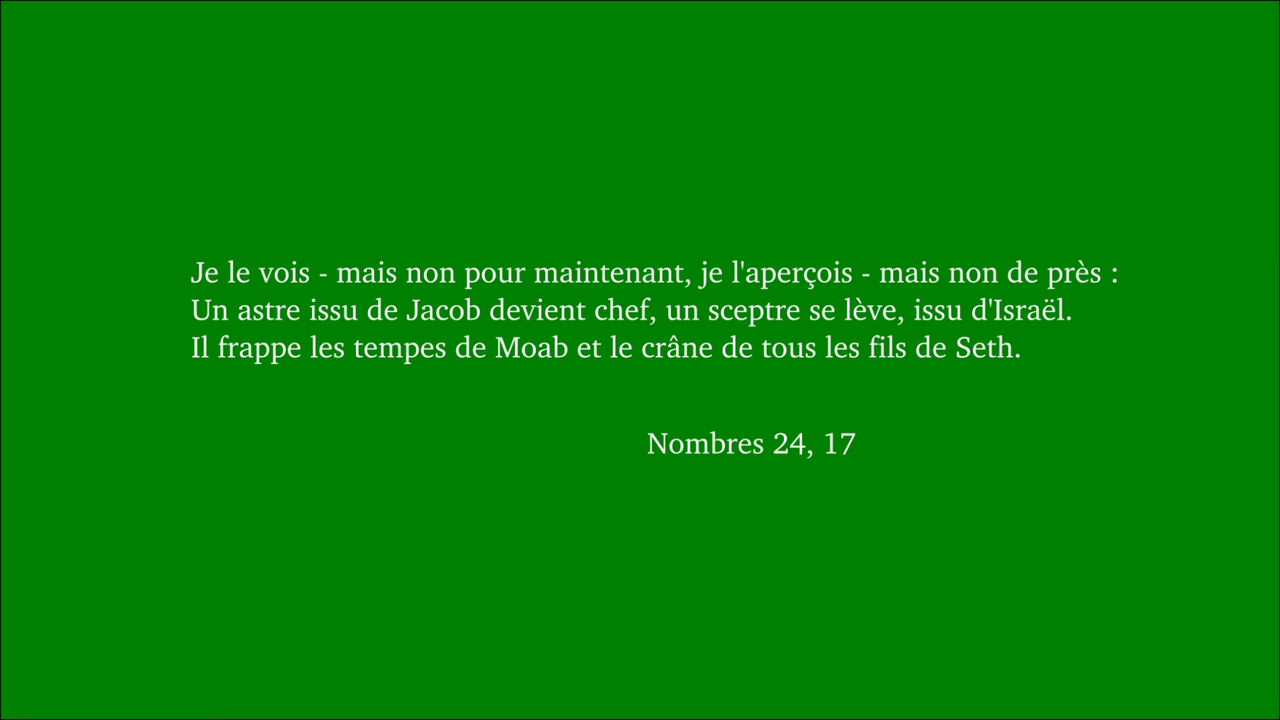 Je le vois - mais non pour maintenant, je l'aperçois - mais non de près :
Un astre issu de Jacob devient chef, un sceptre se lève, issu d'Israël.
Il frappe les tempes de Moab et le crâne de tous les fils de Seth.
Nombres 24, 17